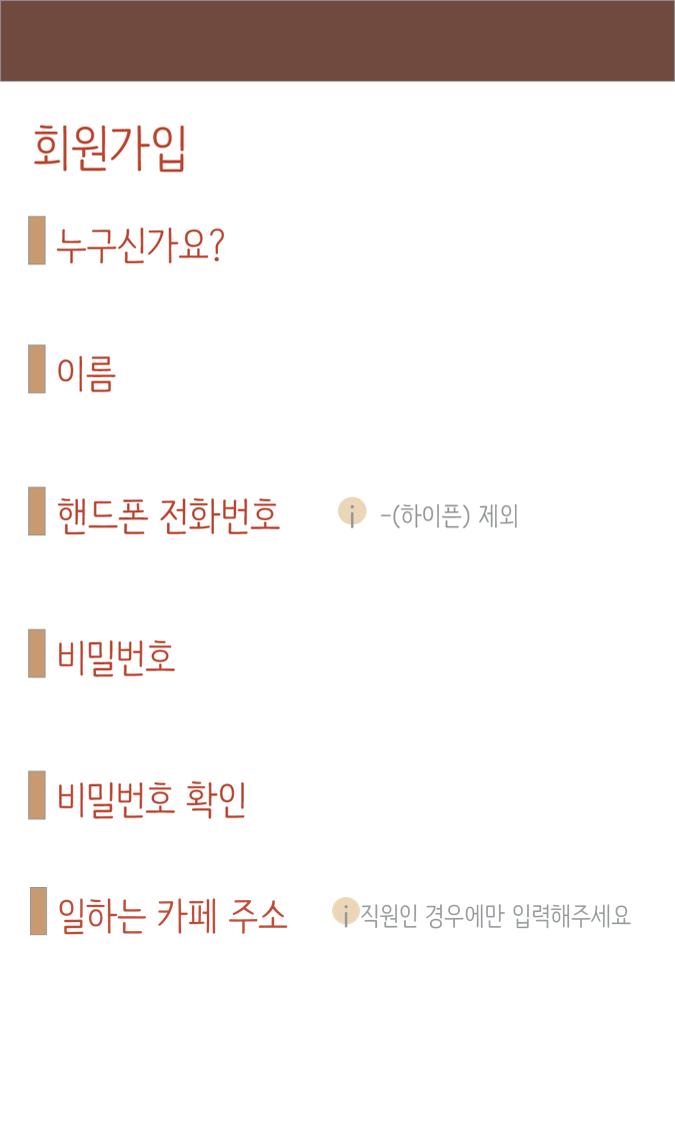 회원가입
누구신가요?
이름
핸드폰 전화번호 i -(하이픈) 제외
비밀번호
비밀번호 확인
일하는 카페 주소 i 직원인 경우에만 입력해주세요